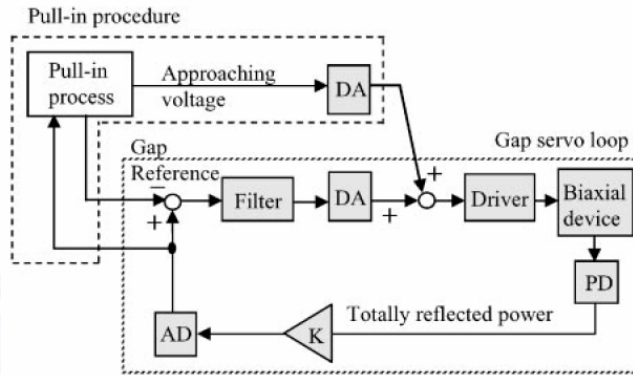 Pull-in procedure
Pull-in
process
Approaching
voltage
DA
Gap servo loop
Gap
Reference
−
+
Filter
DA
+
+
Driver
Biaxial
device
PD
Totally reflected power
K
AD